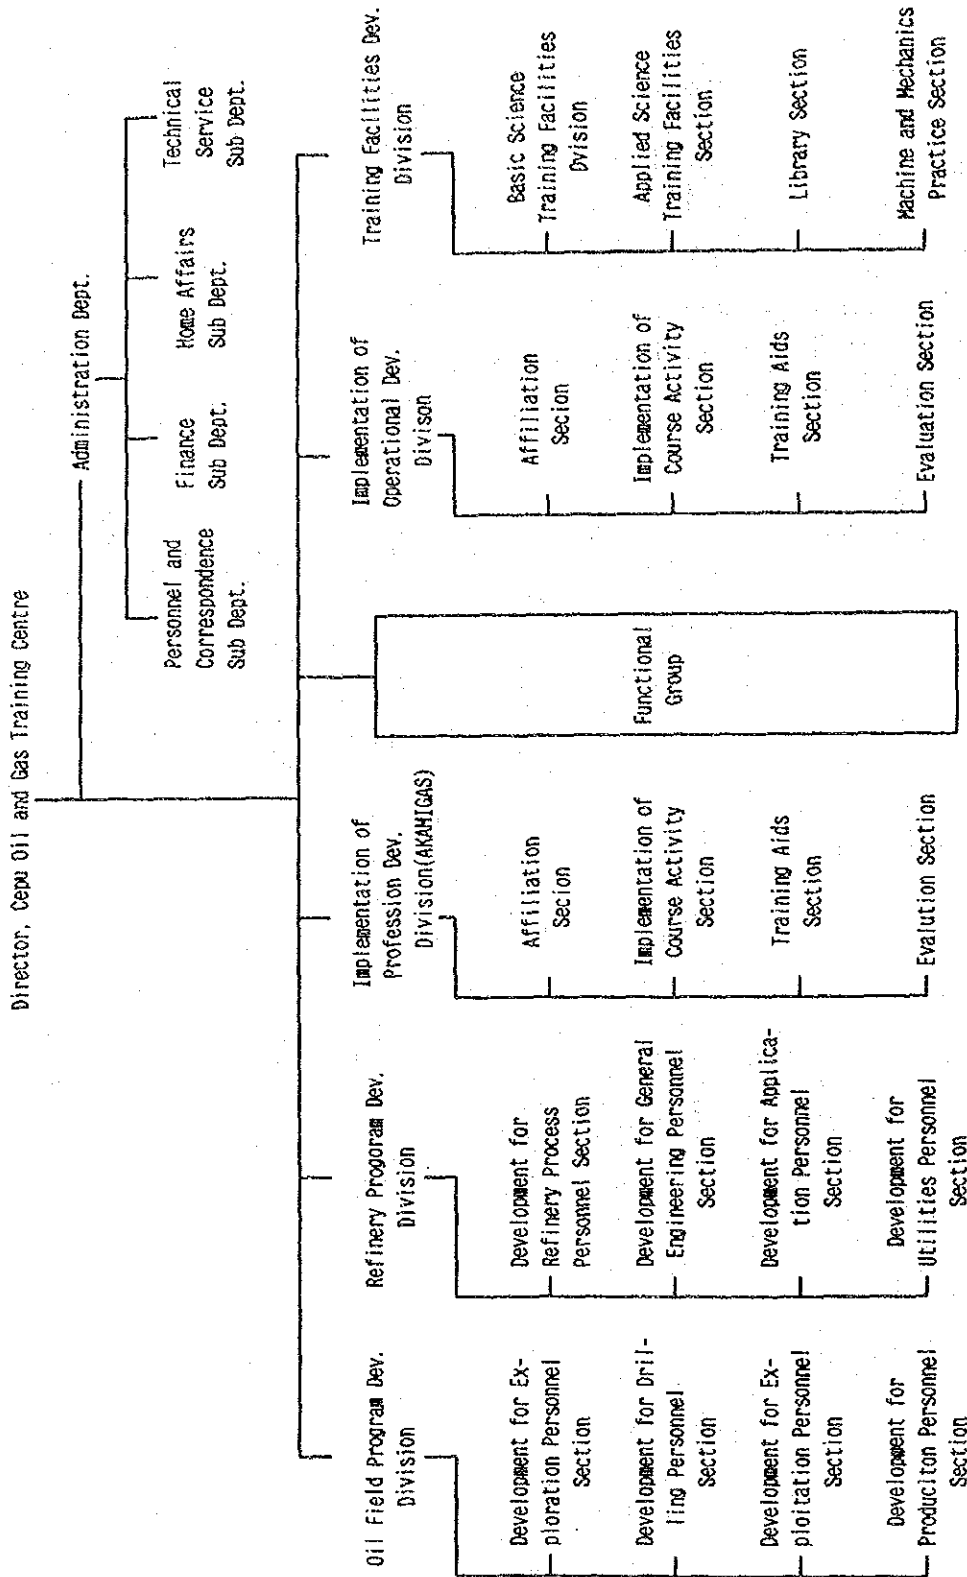 Director, Cepu Oil and Gas Training Centre
Administration Dept.
Personnel and
Correspondence
Sub Dept.
Finance
Sub Dept.
Home Affairs
Sub Dept.
Technical
Service
Sub Dept.
Oil Field Program Dev.
Division
Development for Ex-
ploration Personnel
Section
Development for Dril-
ling Personnel
Section
Development for Ex-
ploitation Personnel
Section
Development for
Produciton Personnel
Section
Refinery Progoram Dev.
Division
Development for
Refinery Process
Personnel Section
Development for General
Engineering Personnel
Section
Development for Applica-
tion Personnel
Section
Development for
Utilities Personnel
Section
Implementation of
Profession Dev.
Division(AKAMIGAS)
Affiliation
Section
Implementation of
Course Activity
Section
Training Aids
Section
Evalution Section
Functional
Group
Implementation of
Operational Dev.
Divison
Affiliation
Secion
Implementation of
Course Activity
Section
Training Aids
Section
Evaluation Section
Training Facilities Dev.
Division
Basic Science
Training Facilities
Dvision
Applied Science
Training Facilities
Section
Library Section
Machine and Mechanics
Practice Section